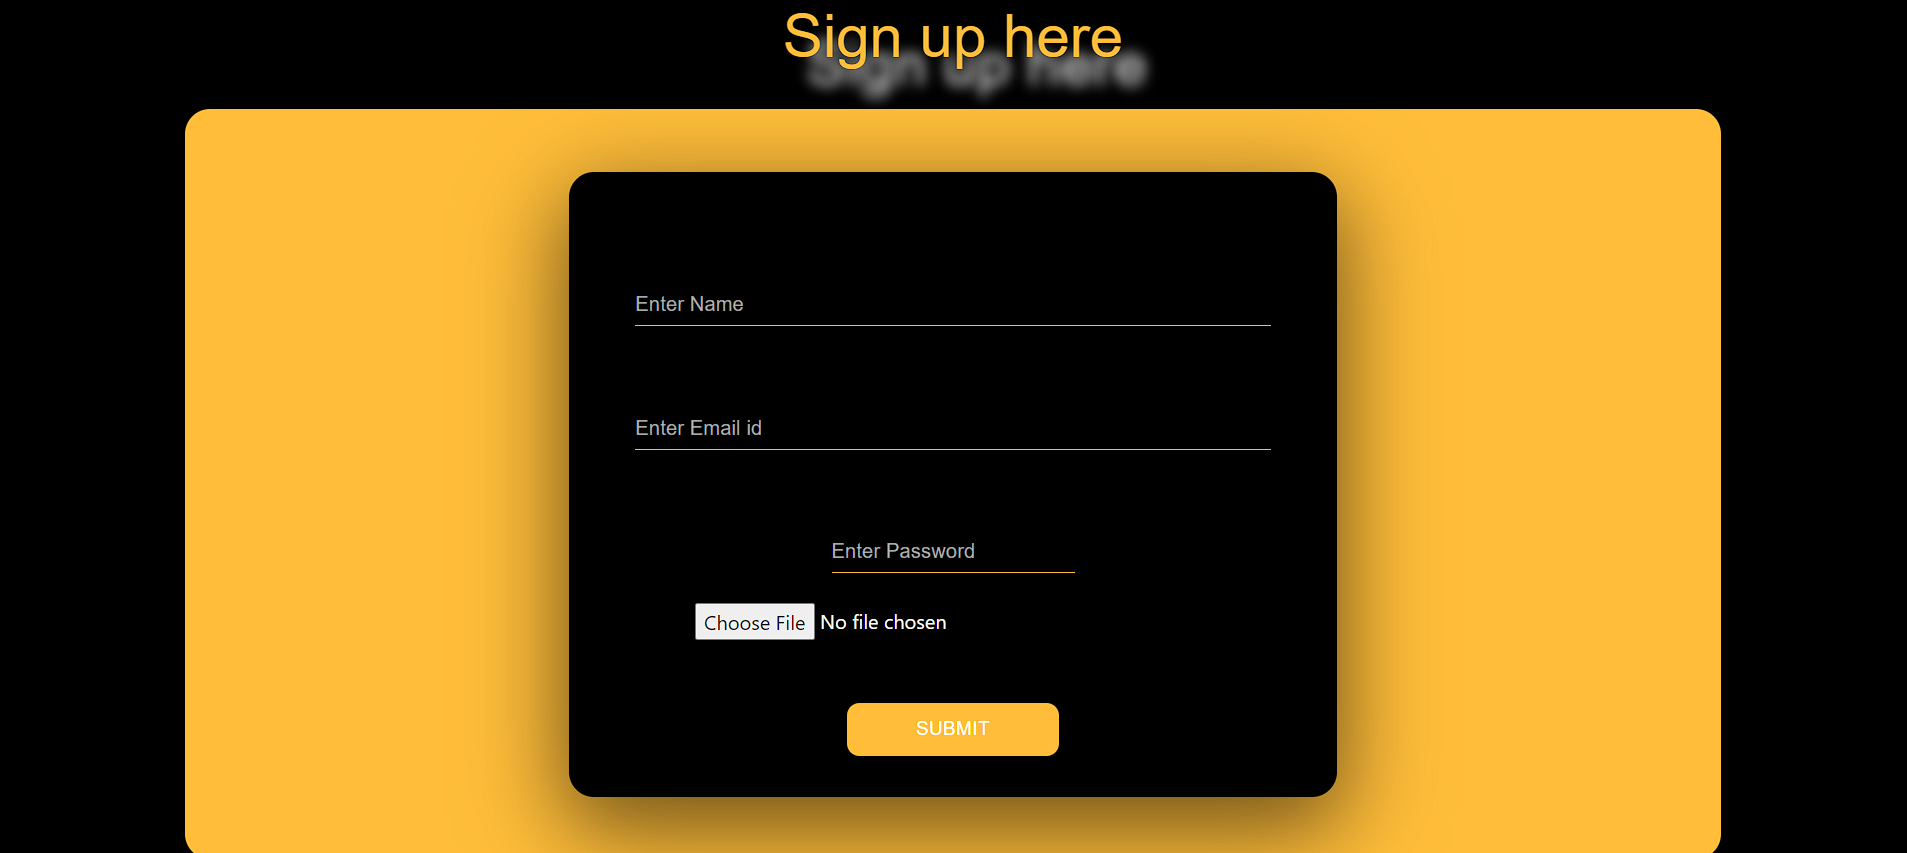 Sign up here
Enter Name
Enter Email id
Enter Password
Choose File No file chosen
SUBMIT